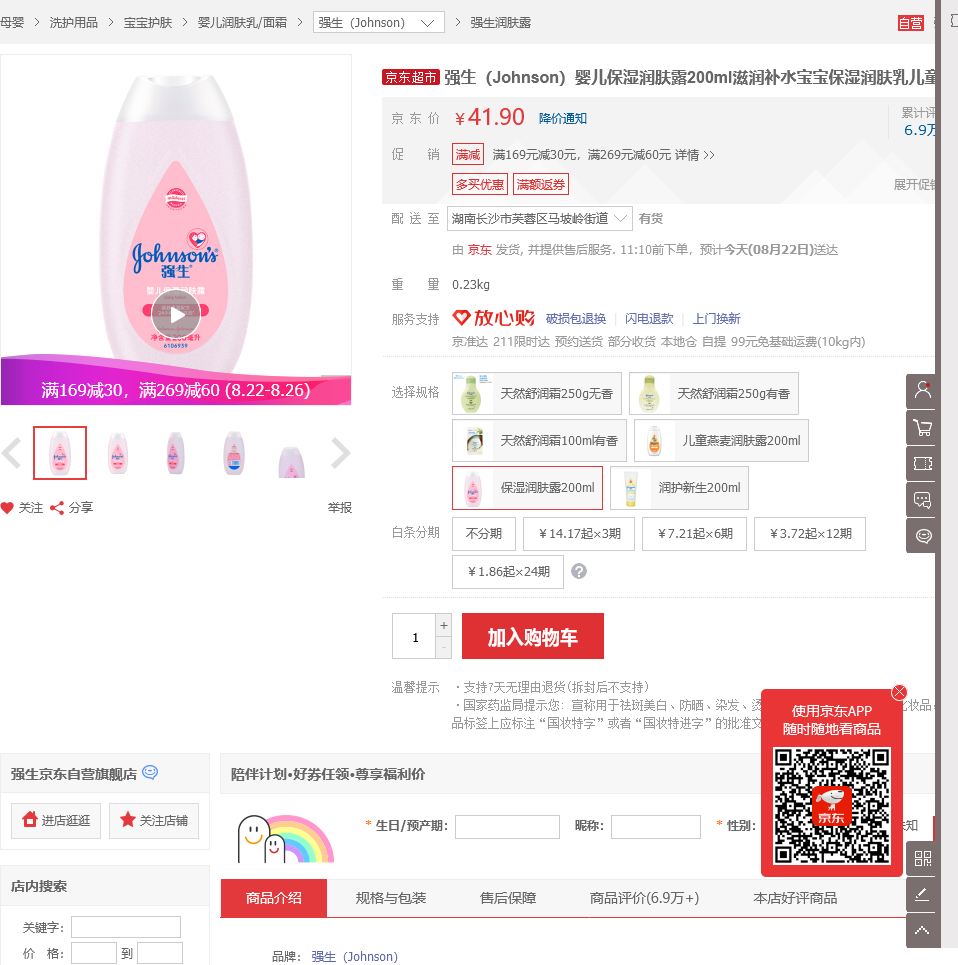 母婴 > 洗护用品 > 宝宝护肤 > 婴儿润肤乳/面霜 > 强生（Johnson） > 强生润肤露
自营
京东超市 强生（Johnson）婴儿保湿润肤露200ml滋润补水宝宝保湿润肤乳儿童
京东价 ￥41.90 降价通知
累计评
6.9万
促销 满减 满169元减30元，满269元减60元 详情 >>
多买优惠 满额返券
展开促销
配送至 湖南长沙市芙蓉区马坡岭街道 有货
由 京东 发货, 并提供售后服务. 11:10前下单，预计今天(08月22日)送达
重量 0.23kg
服务支持 放心购 破损包退换 | 闪电退款 | 上门换新
京准达 211限时达 预约送货 部分收货 本地仓 自提 99元免基础运费(10kg内)
Johnson's
强生
婴儿保湿润肤露
6106939
满169减30，满269减60 (8.22-8.26)
关注 分享 举报
选择规格 天然舒润霜250g无香 天然舒润霜250g有香
天然舒润霜100ml有香 儿童燕麦润肤露200ml
保湿润肤露200ml 润护新生200ml
白条分期 不分期 ￥14.17起×3期 ￥7.21起×6期 ￥3.72起×12期
￥1.86起×24期 ?
1 + - 加入购物车
温馨提示 ·支持7天无理由退货(拆封后不支持)
·国家药监局提示您：宣称用于祛斑美白、防晒、染发、烫
化妆品，
品标签上应标注“国妆特字”或者“国妆特进字”的批准文
使用京东APP
随时随地看商品
京东
强生京东自营旗舰店
进店逛逛 关注店铺
店内搜索
关键字：
价 格： 到
陪伴计划•好券任领•尊享福利价
* 生日/预产期： 昵称： * 性别：
未知
商品介绍 规格与包装 售后保障 商品评价(6.9万+) 本店好评商品
品牌： 强生（Johnson）